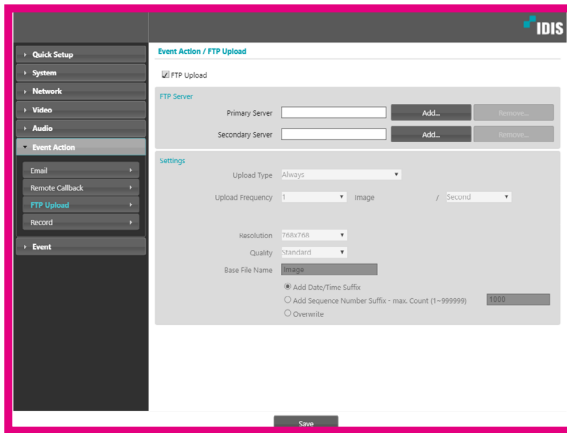 IDIS
Quick Setup
System
Network
Video
Audio
Event Action
Email
Remote Callback
FTP Upload
Record
Event
Event Action / FTP Upload
FTP Upload
FTP Server
Primary Server Add... Remove...
Secondary Server Add... Remove...
Settings
Upload Type Always
Upload Frequency 1 Image / Second
Resolution 768x768
Quality Standard
Base File Name Image
Add Date/Time Suffix
Add Sequence Number Suffix - max. Count (1~999999) 1000
Overwrite
Save